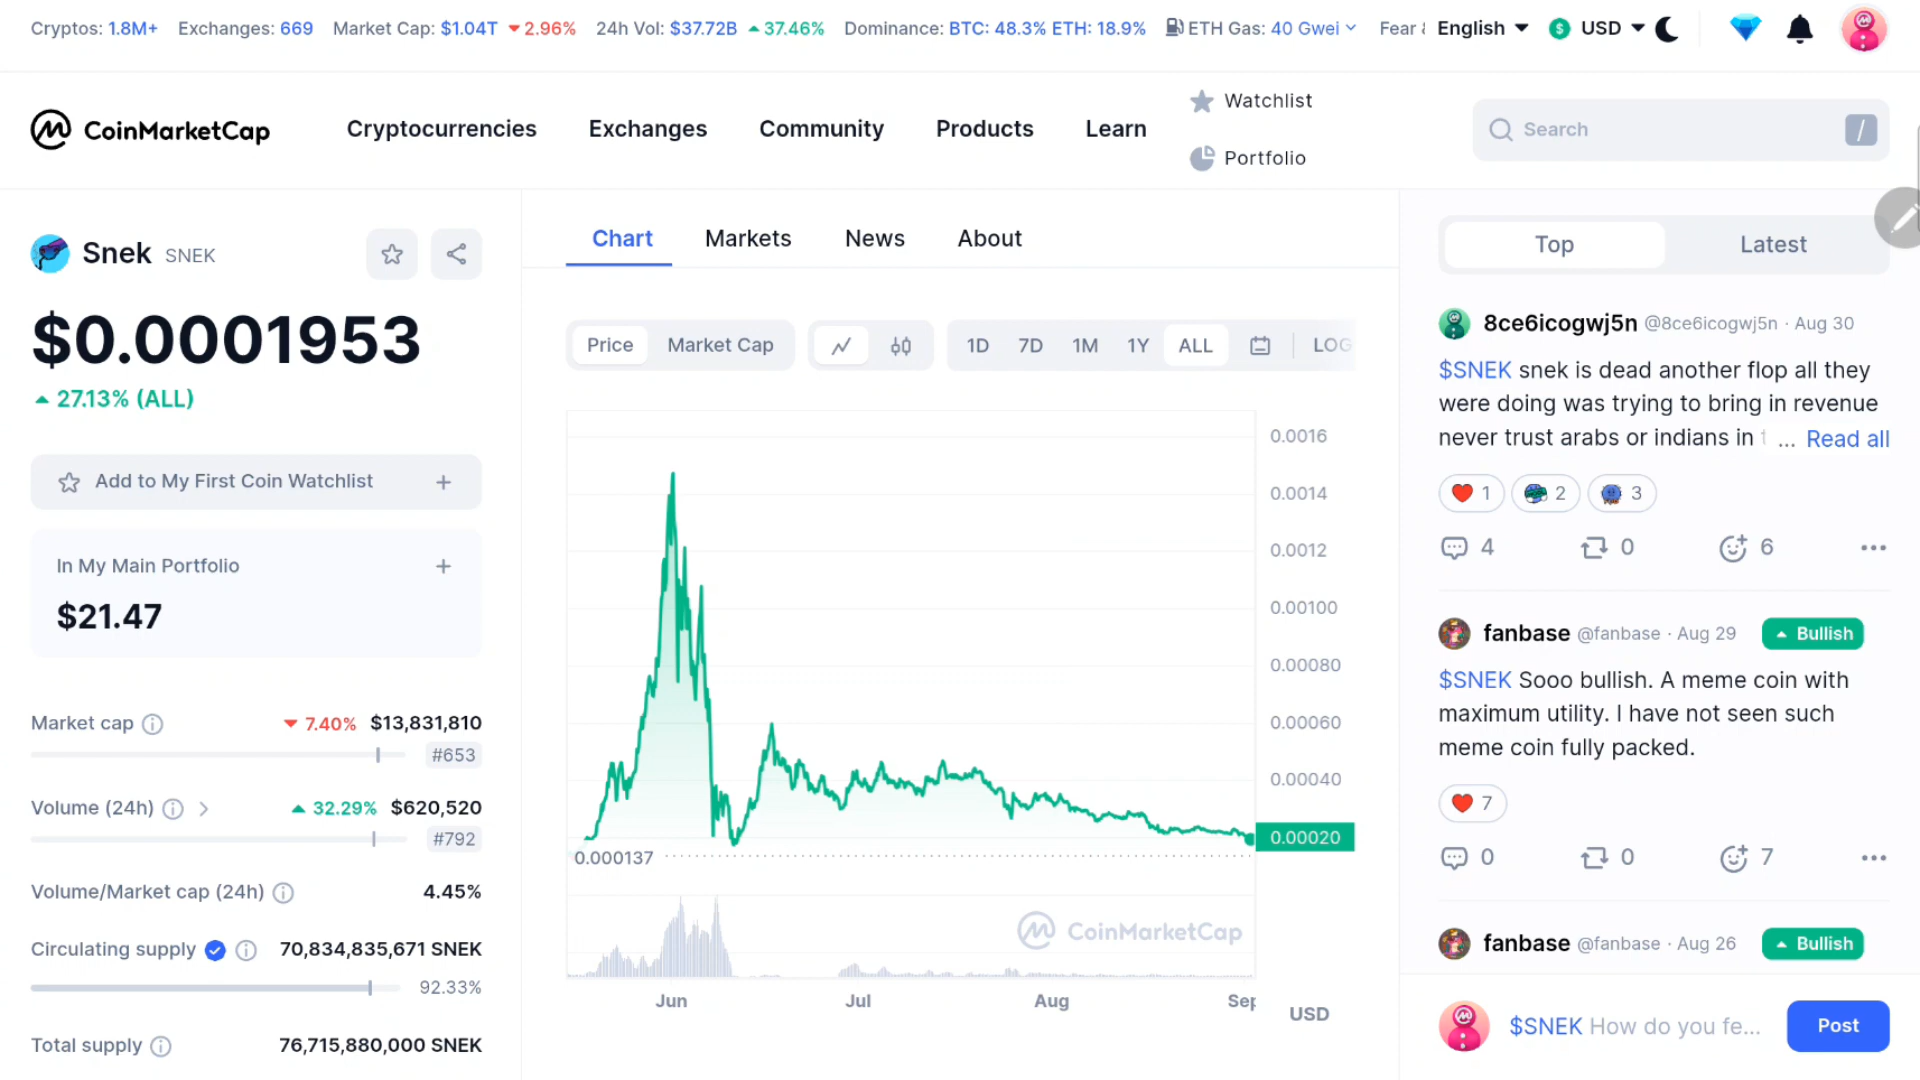 Cryptos: 1.8M+ Exchanges: 669 Market Cap: $1.04T 2.96% 24h Vol: $37.72B 37.46% Dominance: BTC: 48.3% ETH: 18.9% ETH Gas: 40 Gwei Fear English $ USD
CoinMarketCap
Cryptocurrencies Exchanges Community Products Learn
Watchlist
Portfolio
Search /
Snek SNEK
$0.0001953
27.13% (ALL)
Add to My First Coin Watchlist +
In My Main Portfolio +
$21.47
Market cap 7.40% $13,831,810
#653
Volume (24h) 32.29% $620,520
#792
Volume/Market cap (24h) 4.45%
Circulating supply 70,834,835,671 SNEK
92.33%
Total supply 76,715,880,000 SNEK
Chart Markets News About
Price Market Cap 1D 7D 1M 1Y ALL LOG
0.0016
0.0014
0.0012
0.00100
0.00080
0.00060
0.00040
0.00020
0.000137
CoinMarketCap
Jun Jul Aug Sep
USD
Top Latest
8ce6icogwj5n @8ce6icogwj5n · Aug 30
$SNEK snek is dead another flop all they
were doing was trying to bring in revenue
never trust arabs or indians in ... Read all
1 2 3
4 0 6
fanbase @fanbase · Aug 29 Bullish
$SNEK Sooo bullish. A meme coin with
maximum utility. I have not seen such
meme coin fully packed.
7
0 0 7
fanbase @fanbase · Aug 26 Bullish
$SNEK How do you fe... Post